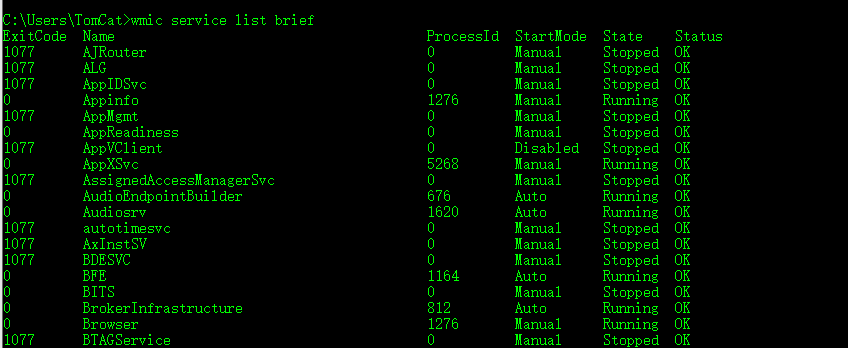 C:\Users\TomCat>wmic service list brief
ExitCode  Name  ProcessId  StartMode  State  Status
1077  AJRouter  0  Manual  Stopped  OK
1077  ALG  0  Manual  Stopped  OK
1077  AppIDSvc  0  Manual  Stopped  OK
0  Appinfo  1276  Manual  Running  OK
1077  AppMgmt  0  Manual  Stopped  OK
0  AppReadiness  0  Manual  Stopped  OK
1077  AppVClient  0  Disabled  Stopped  OK
0  AppXSvc  5268  Manual  Running  OK
1077  AssignedAccessManagerSvc  0  Manual  Stopped  OK
0  AudioEndpointBuilder  676  Auto  Running  OK
0  Audiosrv  1620  Auto  Running  OK
1077  autotimesvc  0  Manual  Stopped  OK
1077  AxInstSV  0  Manual  Stopped  OK
1077  BDESVC  0  Manual  Stopped  OK
0  BFE  1164  Auto  Running  OK
0  BITS  0  Manual  Stopped  OK
0  BrokerInfrastructure  812  Auto  Running  OK
0  Browser  1276  Manual  Running  OK
1077  BTAGService  0  Manual  Stopped  OK